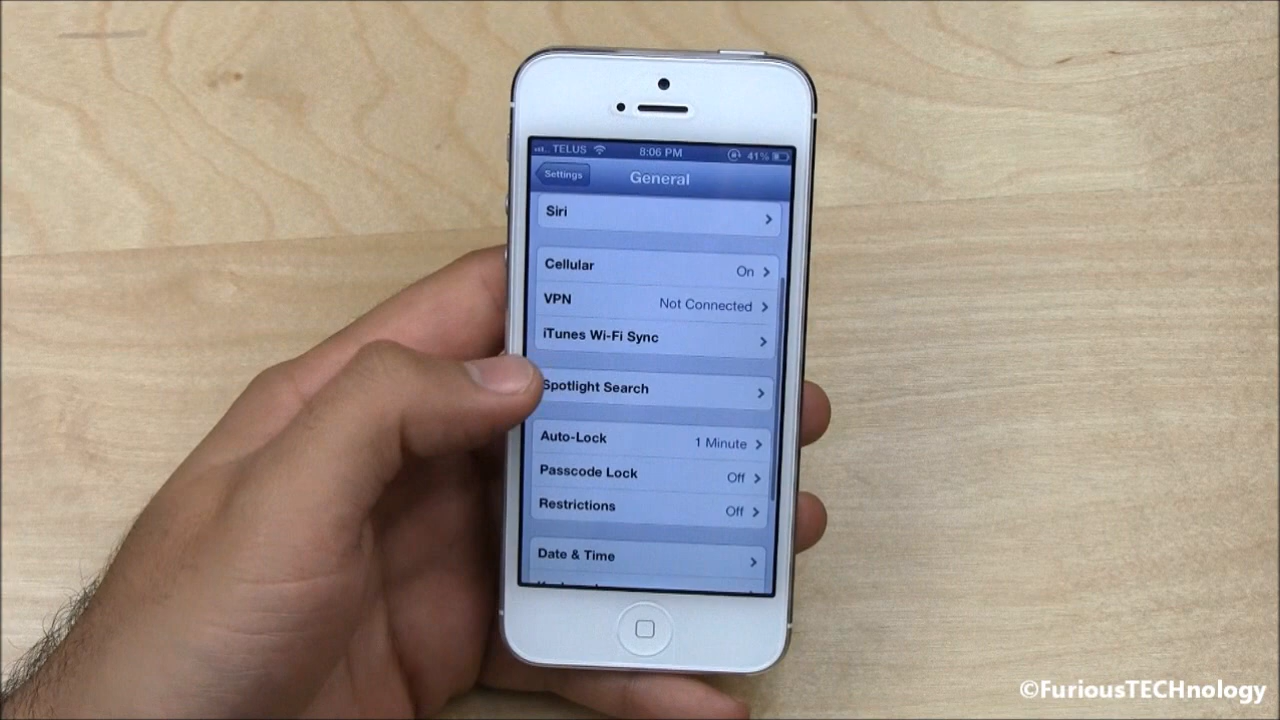 TELUS 8:06 PM 41%
Settings General
Siri
Cellular On
VPN Not Connected
iTunes Wi-Fi Sync
Spotlight Search
Auto-Lock 1 Minute
Passcode Lock Off
Restrictions Off
Date & Time
©FuriousTECHnology